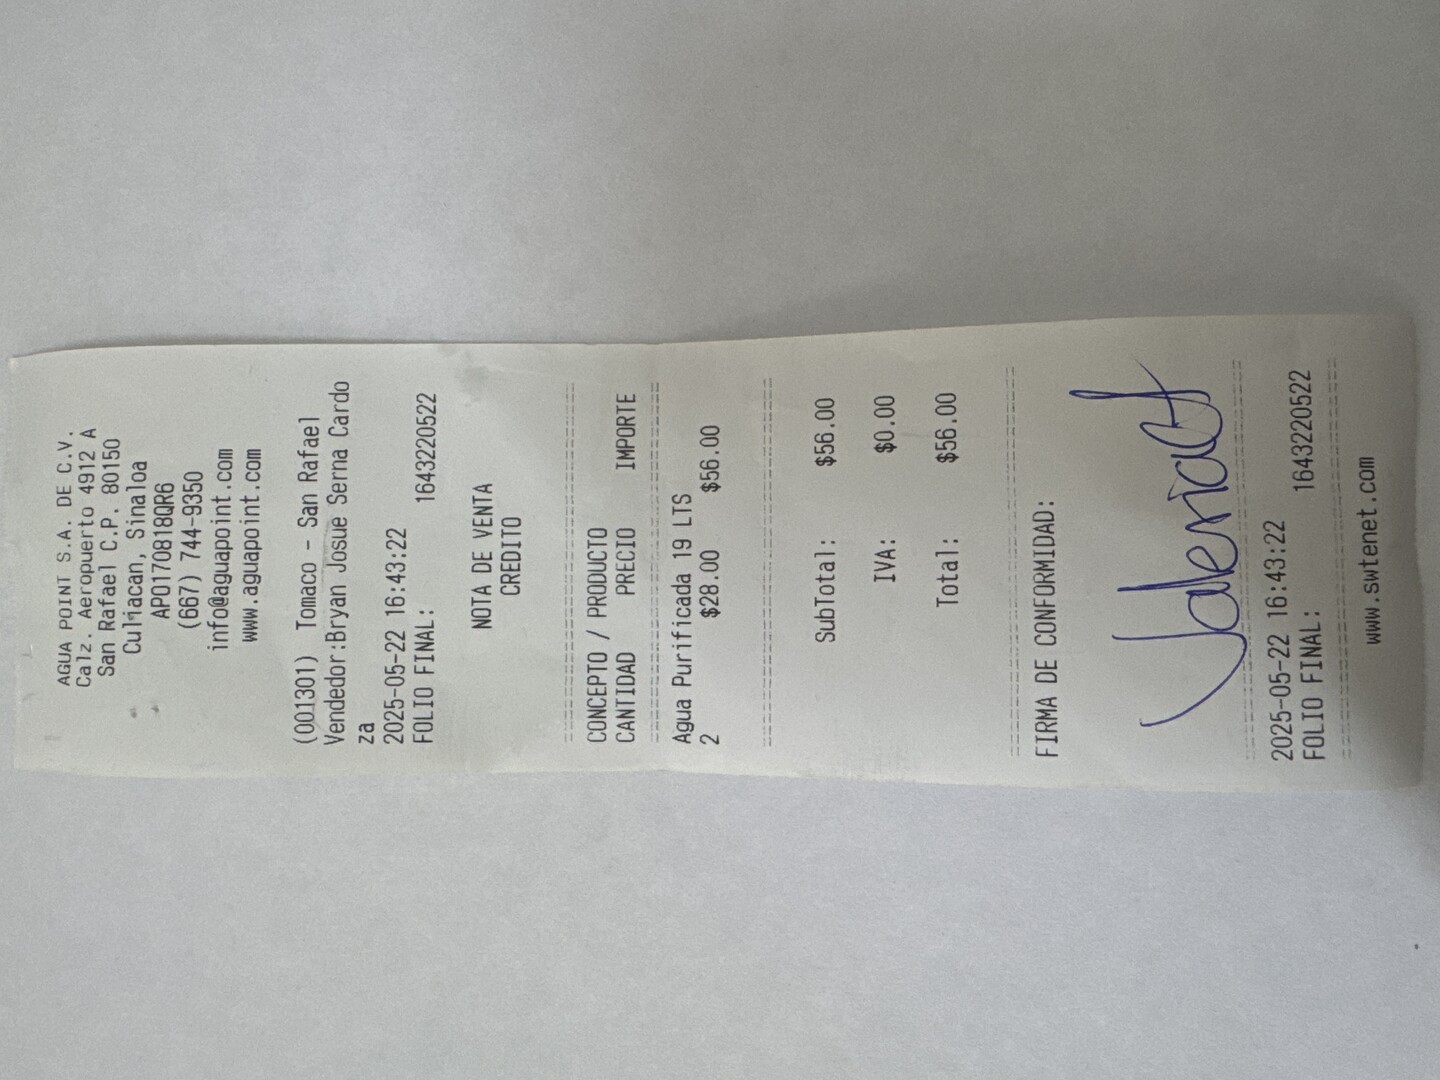 AGUA POINT S.A. DE C.V.
Calz. Aeropuerto 4912 A
San Rafael C.P. 80150
Culiacan, Sinaloa
APO170818QR6
(667) 744-9350
info@aguapoint.com
www.aguapoint.com
(001301) Tomaco - San Rafael
Vendedor:Bryan Josue Serna Cardo
za
2025-05-22 16:43:22
FOLIO FINAL: 1643220522
NOTA DE VENTA
CREDITO
CONCEPTO / PRODUCTO
CANTIDAD PRECIO IMPORTE
Agua Purificada 19 LTS
2 $28.00 $56.00
SubTotal: $56.00
IVA: $0.00
Total: $56.00
FIRMA DE CONFORMIDAD:
2025-05-22 16:43:22
FOLIO FINAL: 1643220522
www.swtenet.com